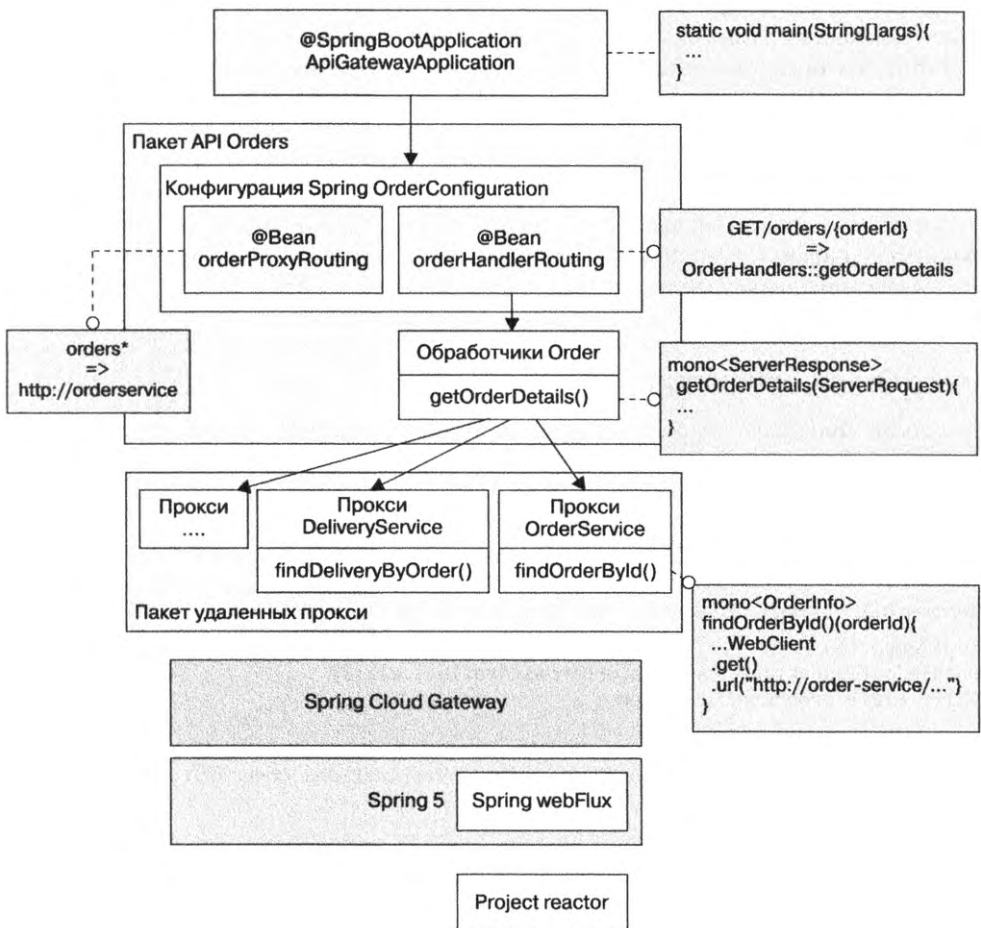 @SpringBootApplication
ApiGatewayApplication
static void main(String[]args){
...
}
Пакет API Orders
Конфигурация Spring OrderConfiguration
@Bean
orderProxyRouting
@Bean
orderHandlerRouting
GET/orders/{orderId}
=>
OrderHandlers::getOrderDetails
orders*
=>
http://orderservice
Обработчики Order
getOrderDetails()
mono<ServerResponse>
getOrderDetails(ServerRequest){
...
}
Прокси
....
Прокси
DeliveryService
findDeliveryByOrder()
Прокси
OrderService
findOrderById()
Пакет удаленных прокси
mono<OrderInfo>
findOrderById()(orderId){
...WebClient
.get()
.url("http://order-service/..."}
}
Spring Cloud Gateway
Spring 5
Spring webFlux
Project reactor